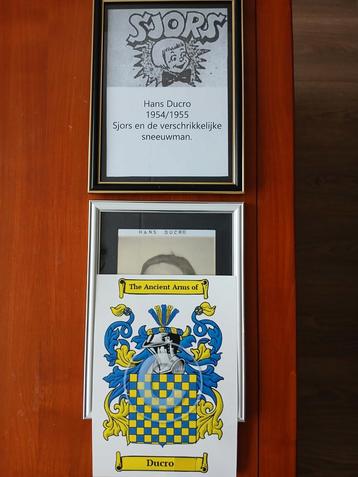 SJORS
Hans Ducro
1954/1955
Sjors en de verschrikkelijke
sneeuwman.
HANS DUCRO
The Ancient Arms of
Ducro